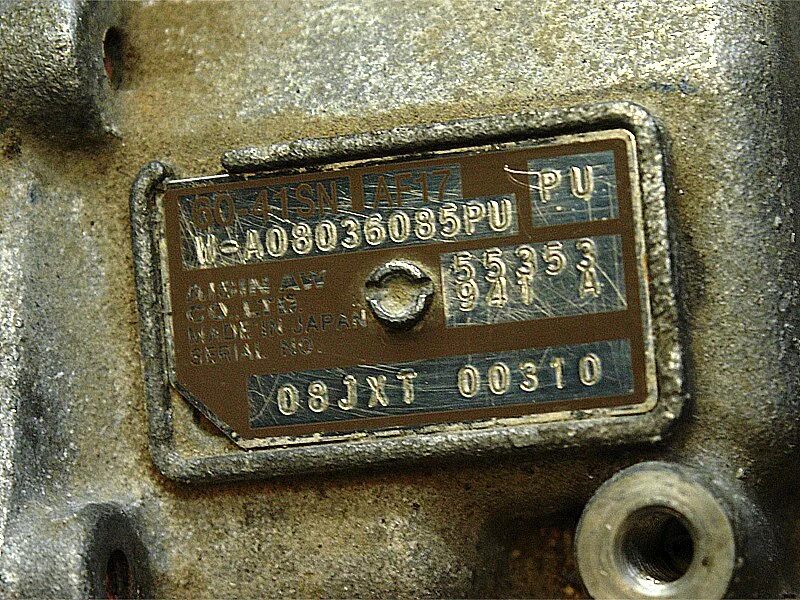 60-41SN AF17
PU
W-A08036085PU
55353
941 A
AISIN AW
CO.LTD.
MADE IN JAPAN
SERIAL NO.
08JXT 00310